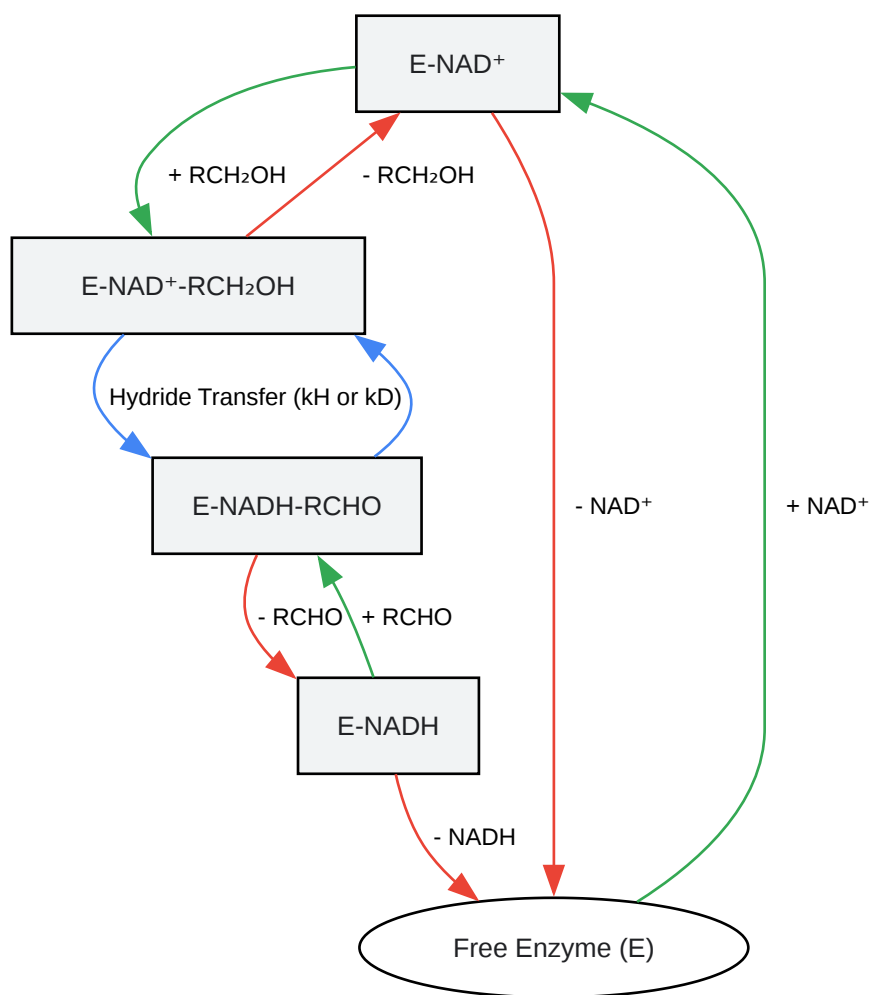 E-NAD⁺
+ RCH₂OH
- RCH₂OH
E-NAD⁺-RCH₂OH
Hydride Transfer (kH or kD)
E-NADH-RCHO
- NAD⁺
+ NAD⁺
- RCHO
+ RCHO
E-NADH
- NADH
Free Enzyme (E)